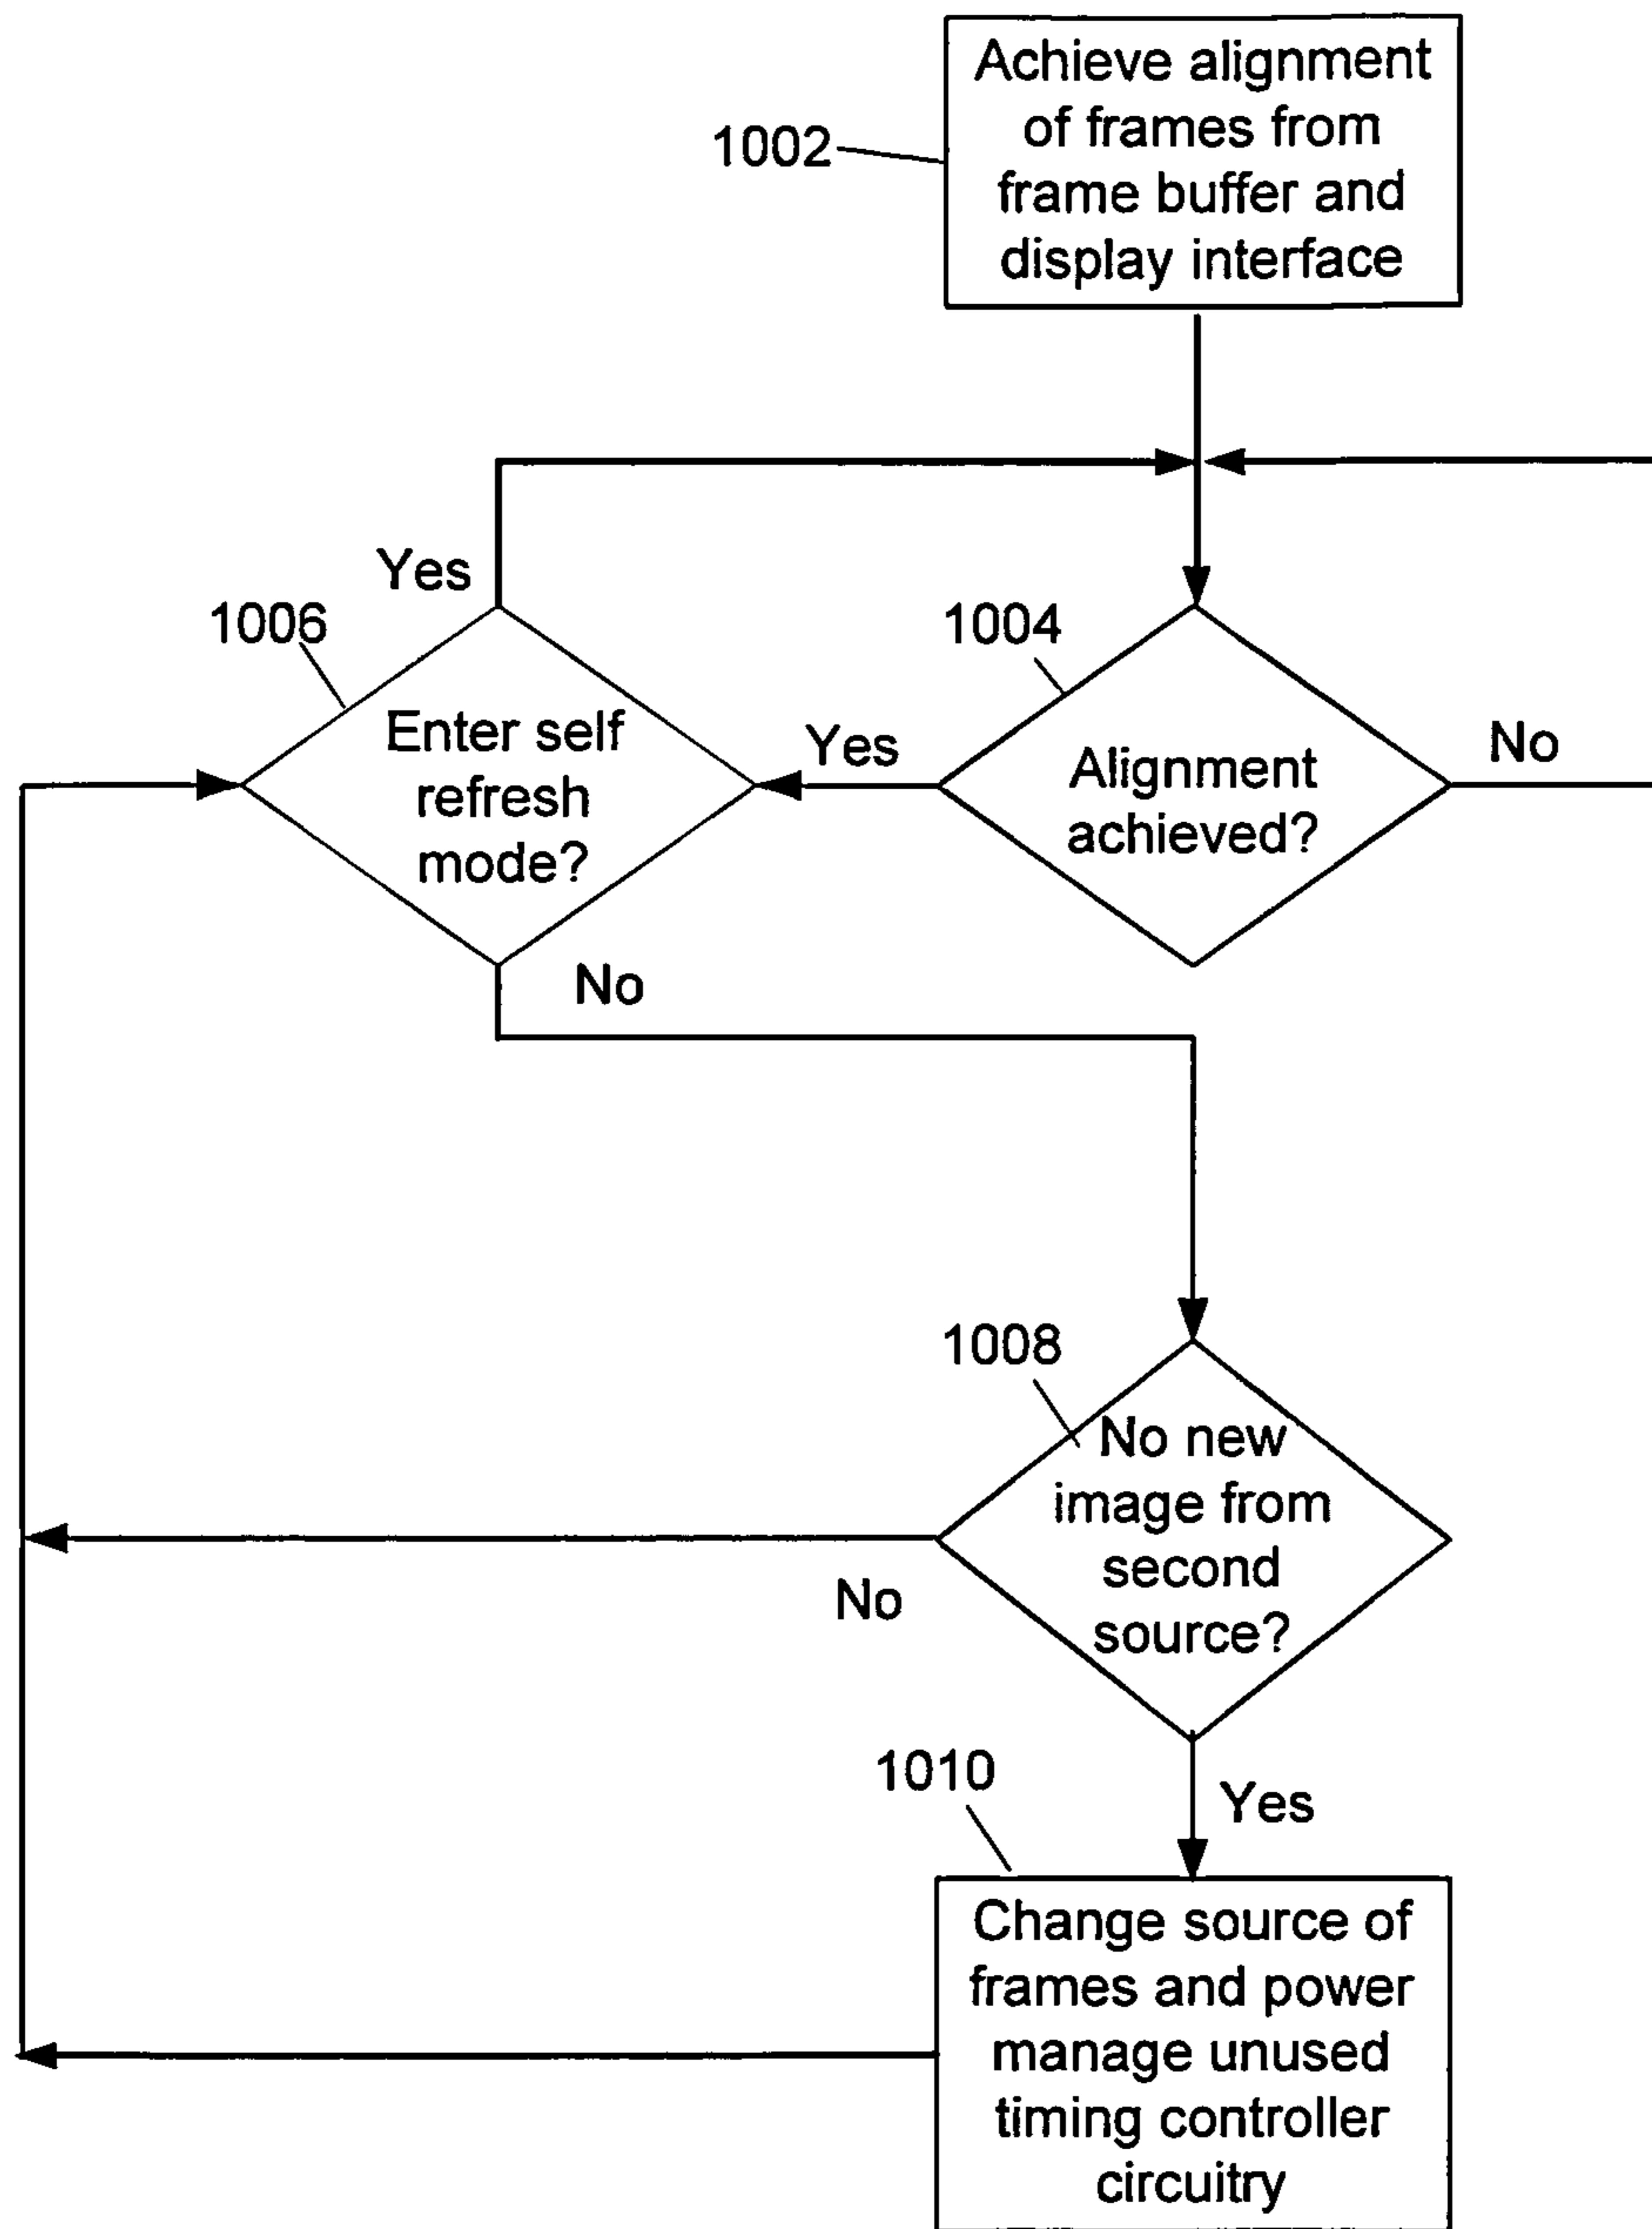 Achieve alignment
of frames from
frame buffer and
display interface
1002
Yes
1006
1004
Enter self
refresh
mode?
Yes
Alignment
achieved?
No
No
1008
No new
image from
second
source?
No
1010
Yes
Change source of
frames and power
manage unused
timing controller
circuitry